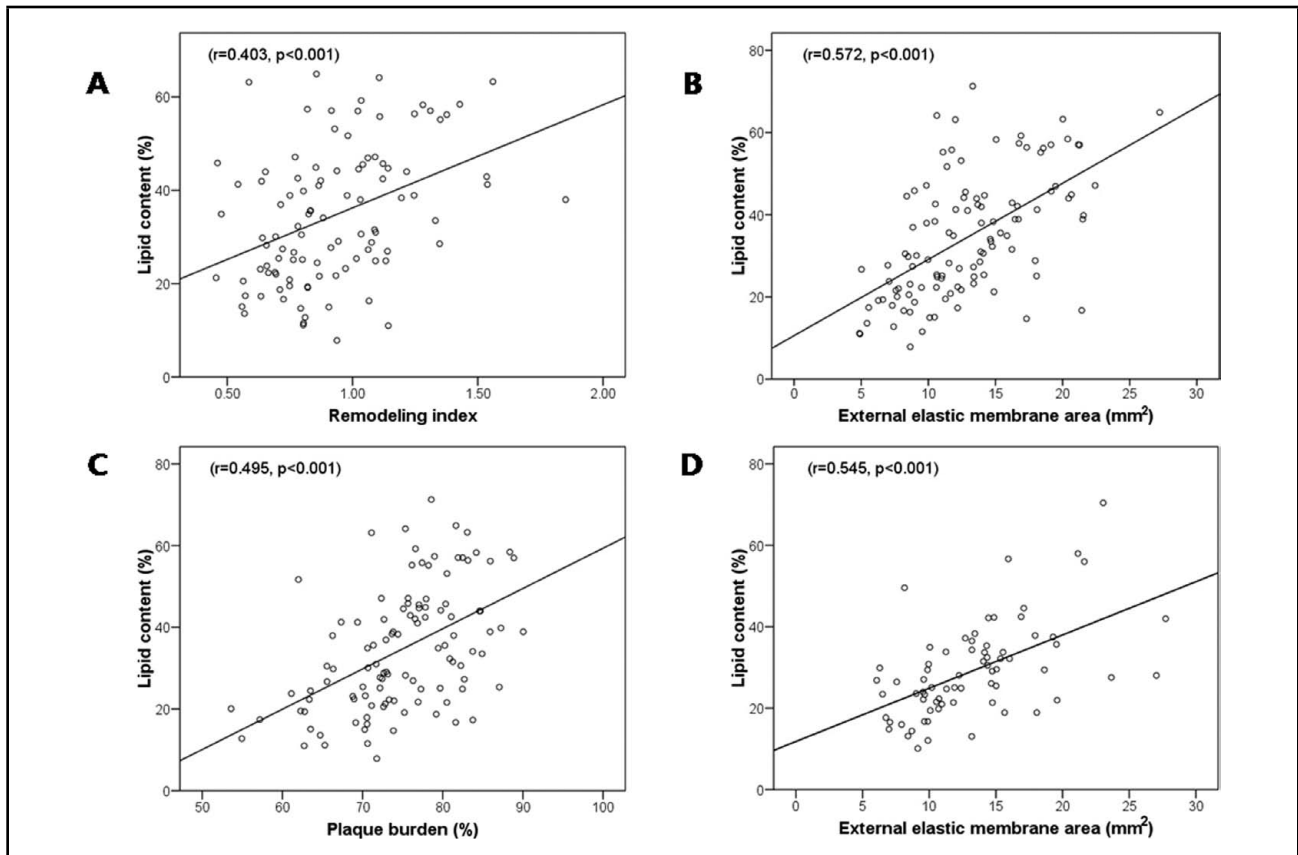 A
(r=0.403, p<0.001)
Lipid content (%)
60
40
20
0
0.50 1.00 1.50 2.00
Remodeling index
B
(r=0.572, p<0.001)
Lipid content (%)
80
60
40
20
0
0 5 10 15 20 25 30
External elastic membrane area (mm²)
C
(r=0.495, p<0.001)
Lipid content (%)
80
60
40
20
0
50 60 70 80 90 100
Plaque burden (%)
D
(r=0.545, p<0.001)
Lipid content (%)
80
60
40
20
0
0 5 10 15 20 25 30
External elastic membrane area (mm²)